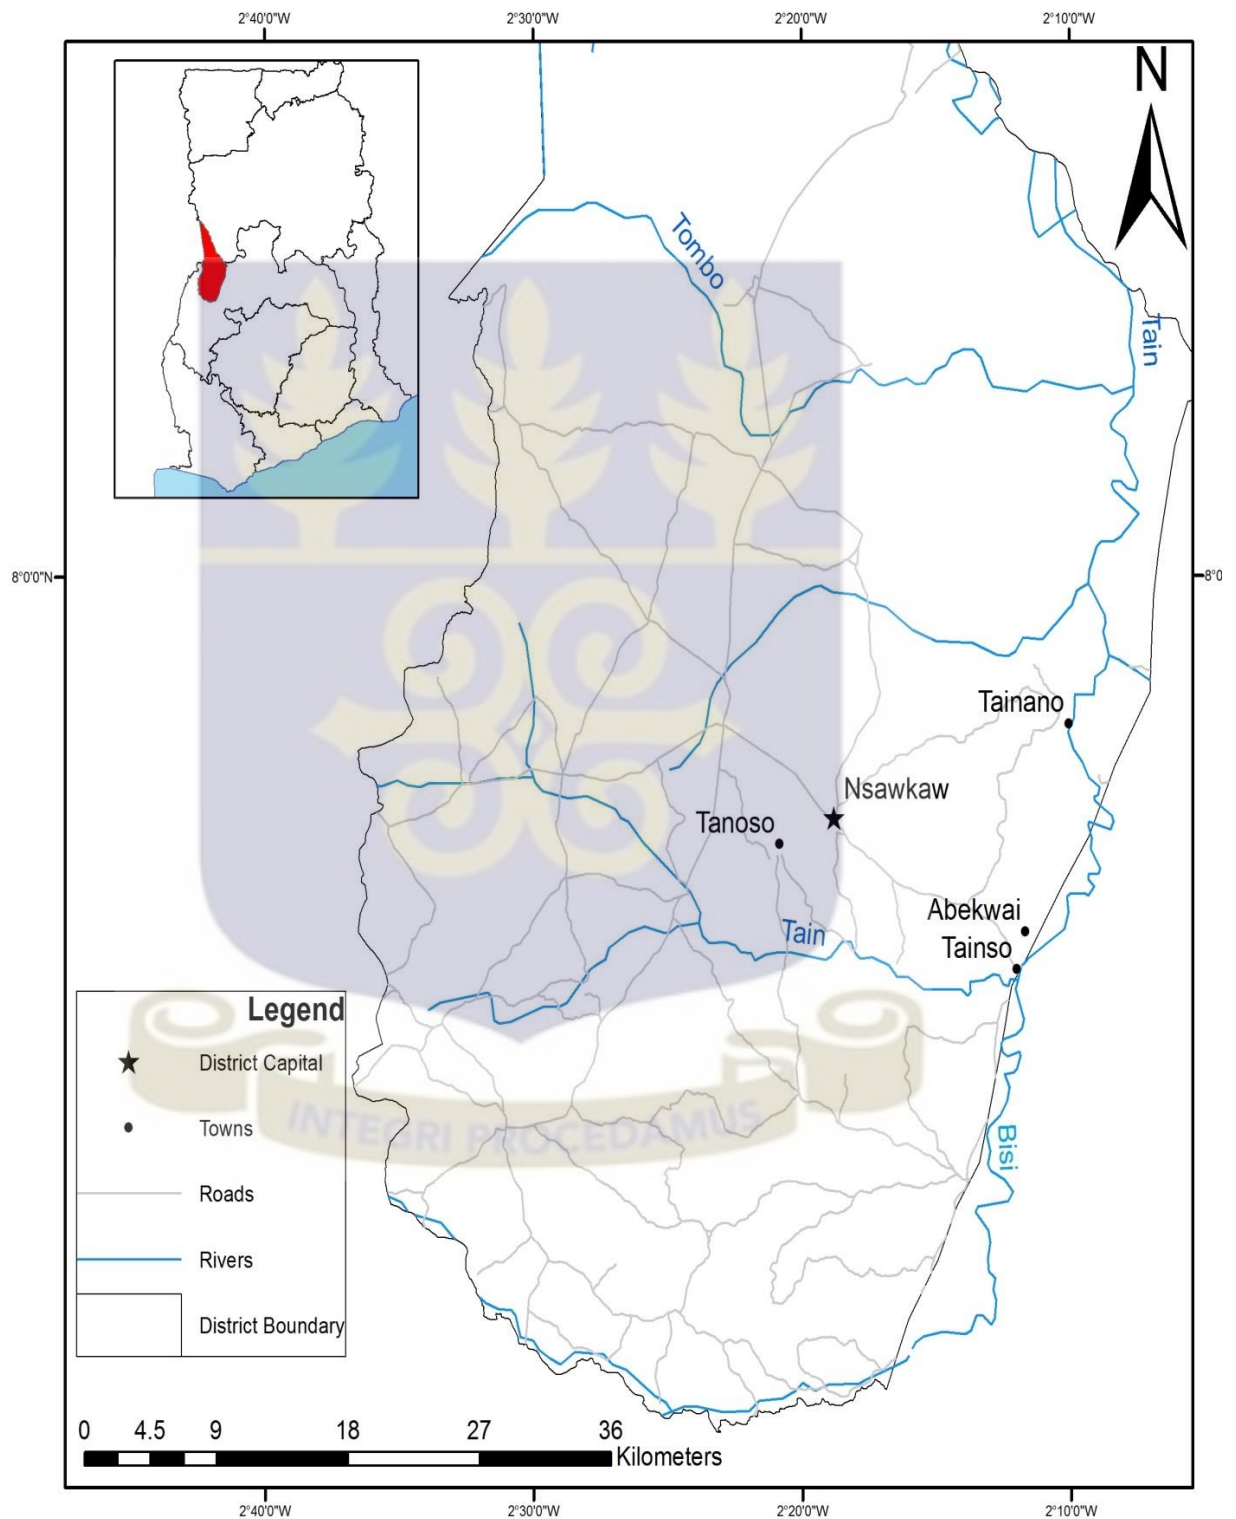 2°40'0"W
2°30'0"W
2°20'0"W
2°10'0"W
N
Tombo
Tain
8°0'0"N
8°0
Tainano
Nsawkaw
Tanoso
Abekwai
Tain
Tainso
Legend
District Capital
Towns
Roads
Rivers
District Boundary
INTEGRI PROCEDAMUS
Bisi
0 4.5 9 18 27 36
Kilometers
2°40'0"W
2°30'0"W
2°20'0"W
2°10'0"W